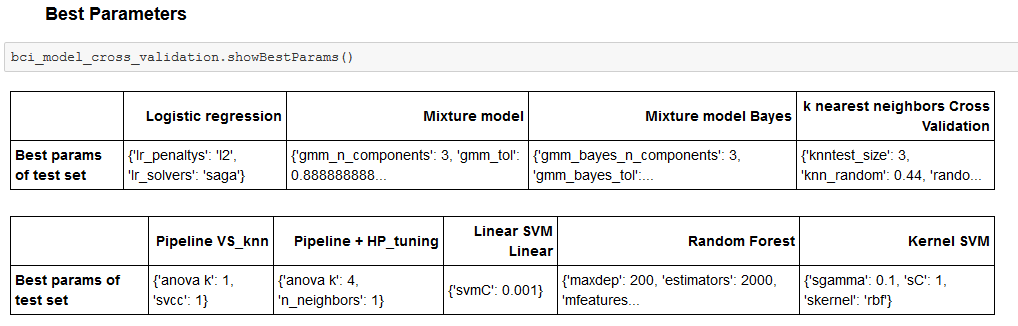 Best Parameters
bci_model_cross_validation.showBestParams()
Logistic regression
Mixture model
Mixture model Bayes
k nearest neighbors Cross
Validation
Best params
of test set
{'lr_penaltys': 'l2',
'lr_solvers': 'saga'}
{'gmm_n_components': 3, 'gmm_tol':
0.888888888...
{'gmm_bayes_n_components': 3,
'gmm_bayes_tol':...
{'knntest_size': 3,
'knn_random': 0.44, 'rando...
Pipeline VS_knn
Pipeline + HP_tuning
Linear SVM
Linear
Random Forest
Kernel SVM
Best params of
test set
{'anova k': 1,
'svcc': 1}
{'anova k': 4,
'n_neighbors': 1}
{'svmC': 0.001}
{'maxdep': 200, 'estimators': 2000,
'mfeatures...
{'sgamma': 0.1, 'sC': 1,
'skernel': 'rbf'}